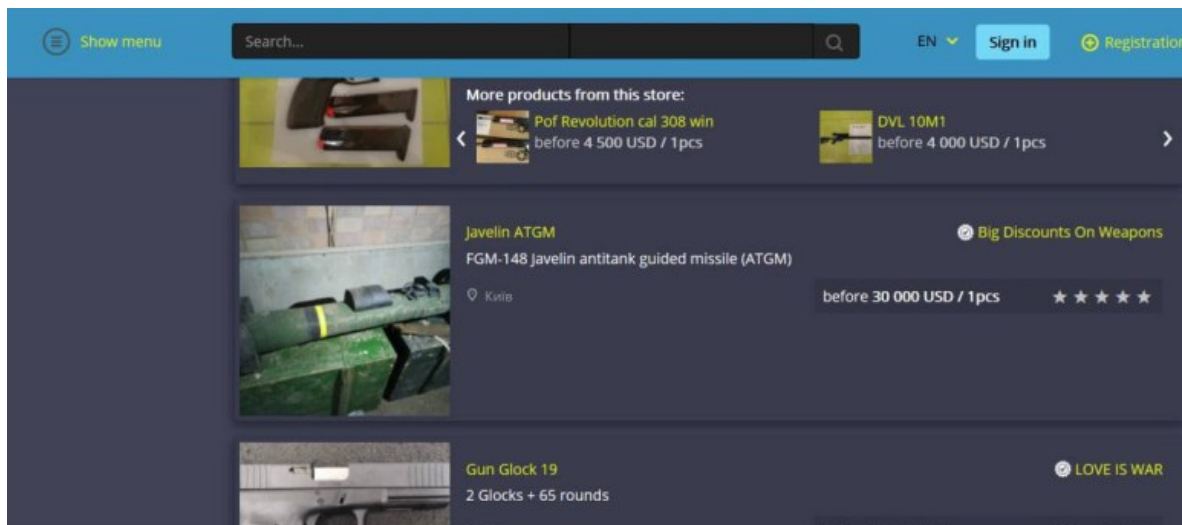 Show menu
Search...
EN
Sign in
Registration
More products from this store:
Pof Revolution cal 308 win
before 4 500 USD / 1pcs
DVL 10M1
before 4 000 USD / 1pcs
Javelin ATGM
Big Discounts On Weapons
FGM-148 Javelin antitank guided missile (ATGM)
Київ
before 30 000 USD / 1pcs
Gun Glock 19
LOVE IS WAR
2 Glocks + 65 rounds